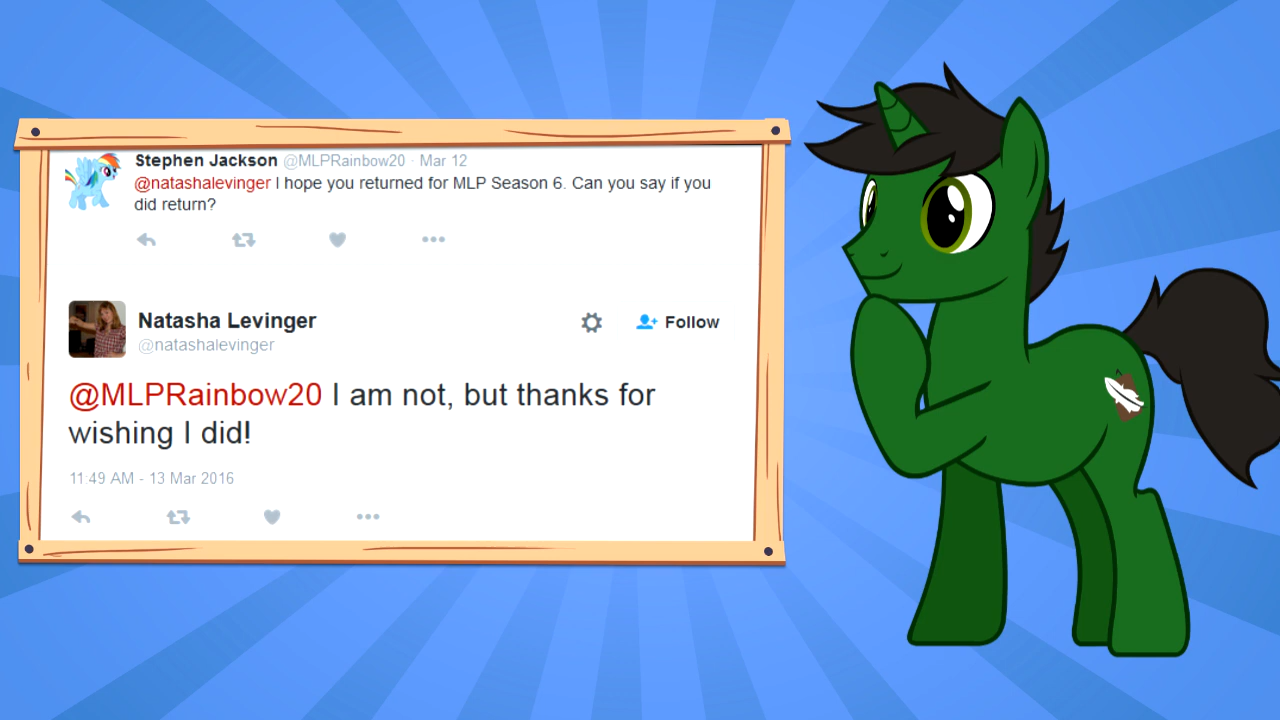 Stephen Jackson @MLPRainbow20 · Mar 12
@natashalevinger I hope you returned for MLP Season 6. Can you say if you
did return?
Natasha Levinger
@natashalevinger
Follow
@MLPRainbow20 I am not, but thanks for
wishing I did!
11:49 AM - 13 Mar 2016